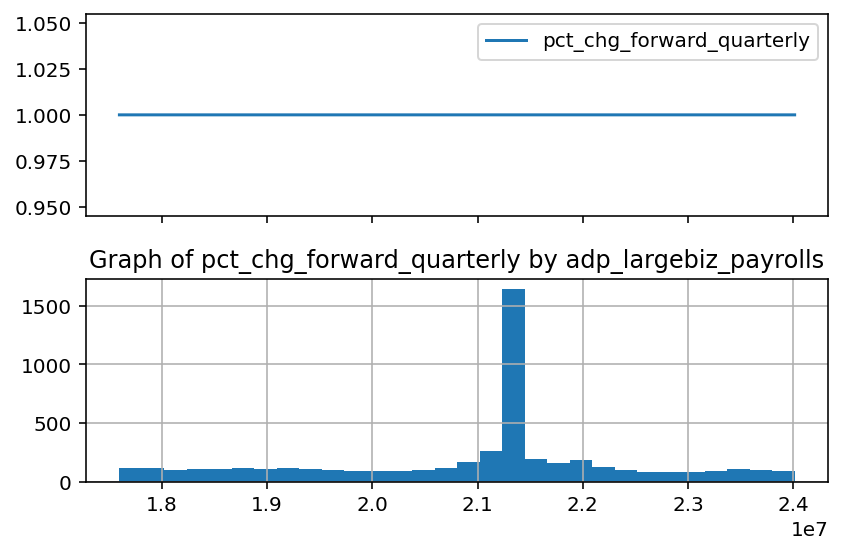 1.050
pct_chg_forward_quarterly
1.025
1.000
0.975
0.950
Graph of pct_chg_forward_quarterly by adp_largebiz_payrolls
1500
1000
500
0
1.8 1.9 2.0 2.1 2.2 2.3 2.4
1e7